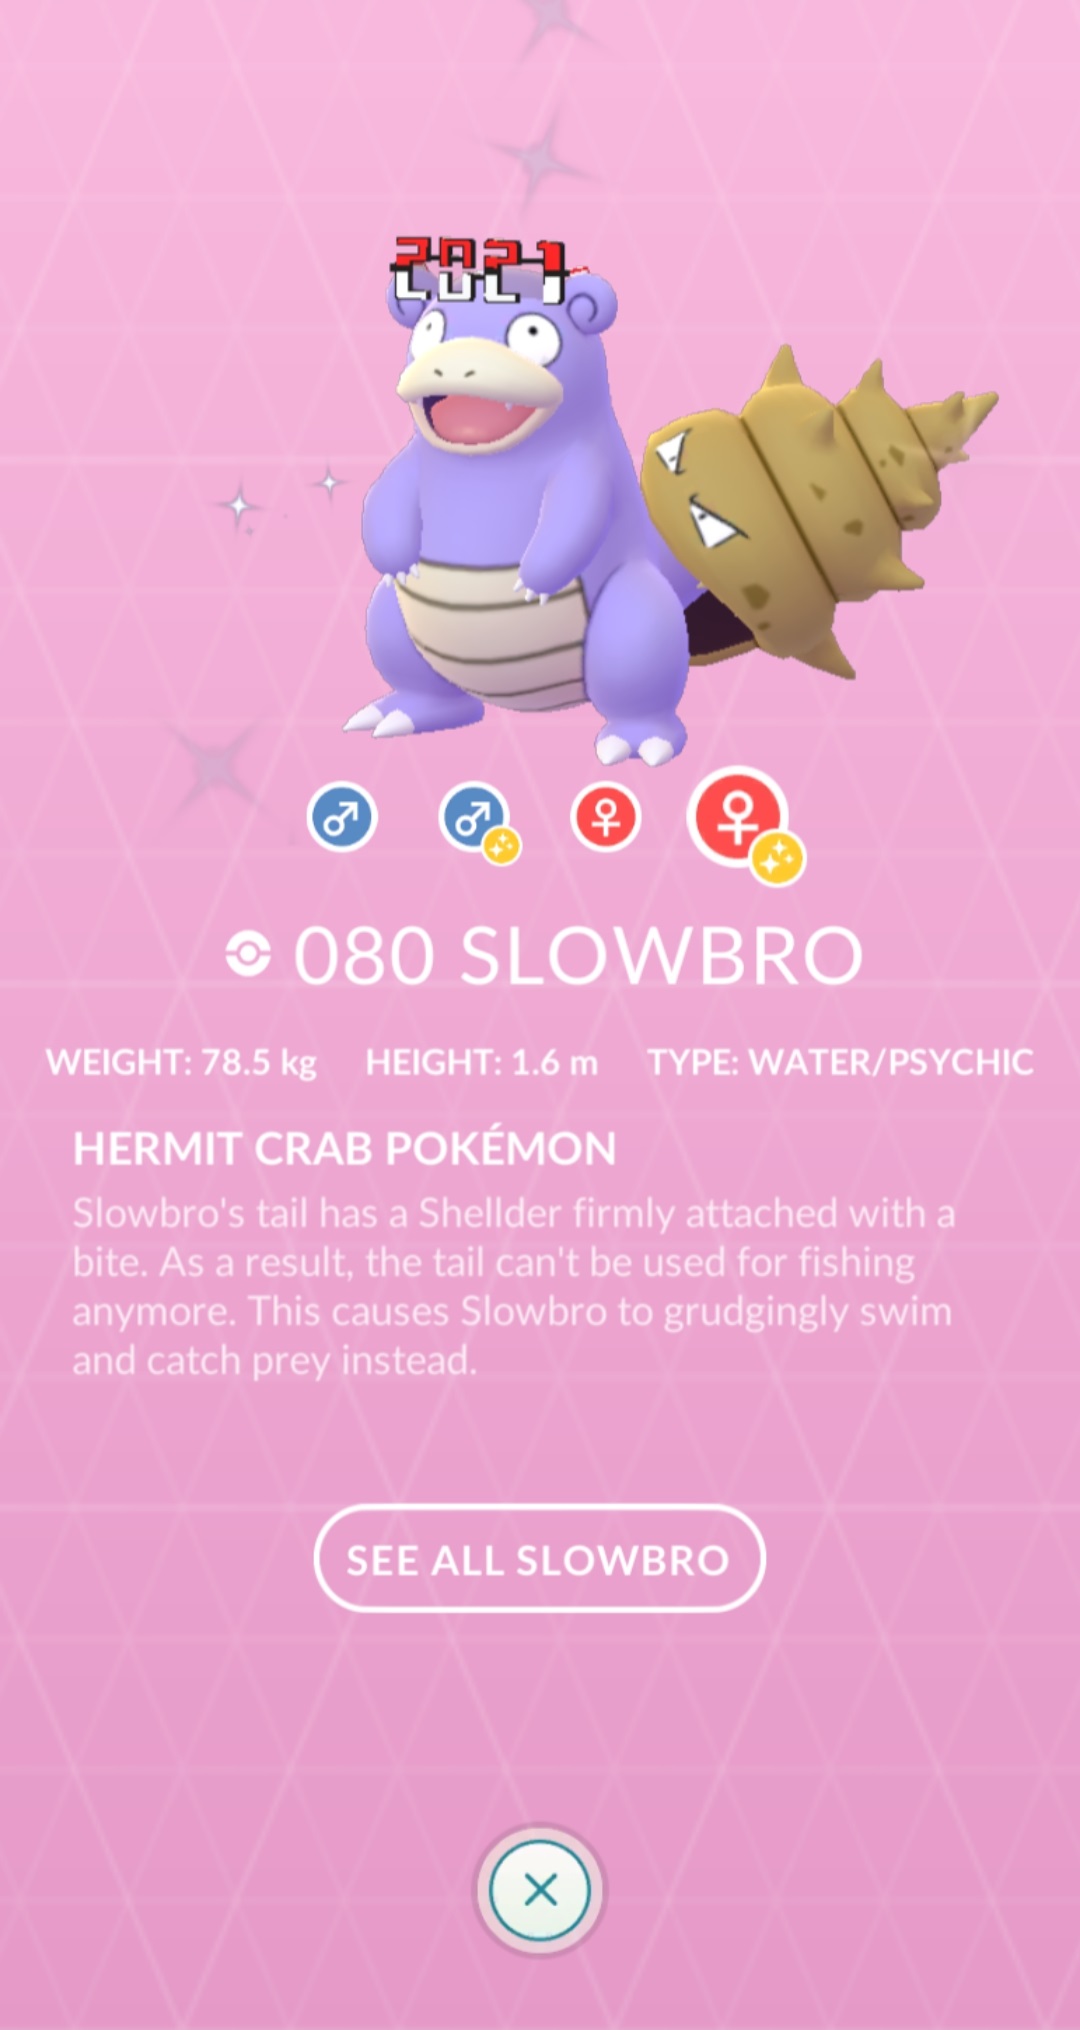 2021
080 SLOWBRO
WEIGHT: 78.5 kg HEIGHT: 1.6 m TYPE: WATER/PSYCHIC
HERMIT CRAB POKÉMON
Slowbro's tail has a Shellder firmly attached with a
bite. As a result, the tail can't be used for fishing
anymore. This causes Slowbro to grudgingly swim
and catch prey instead.
SEE ALL SLOWBRO